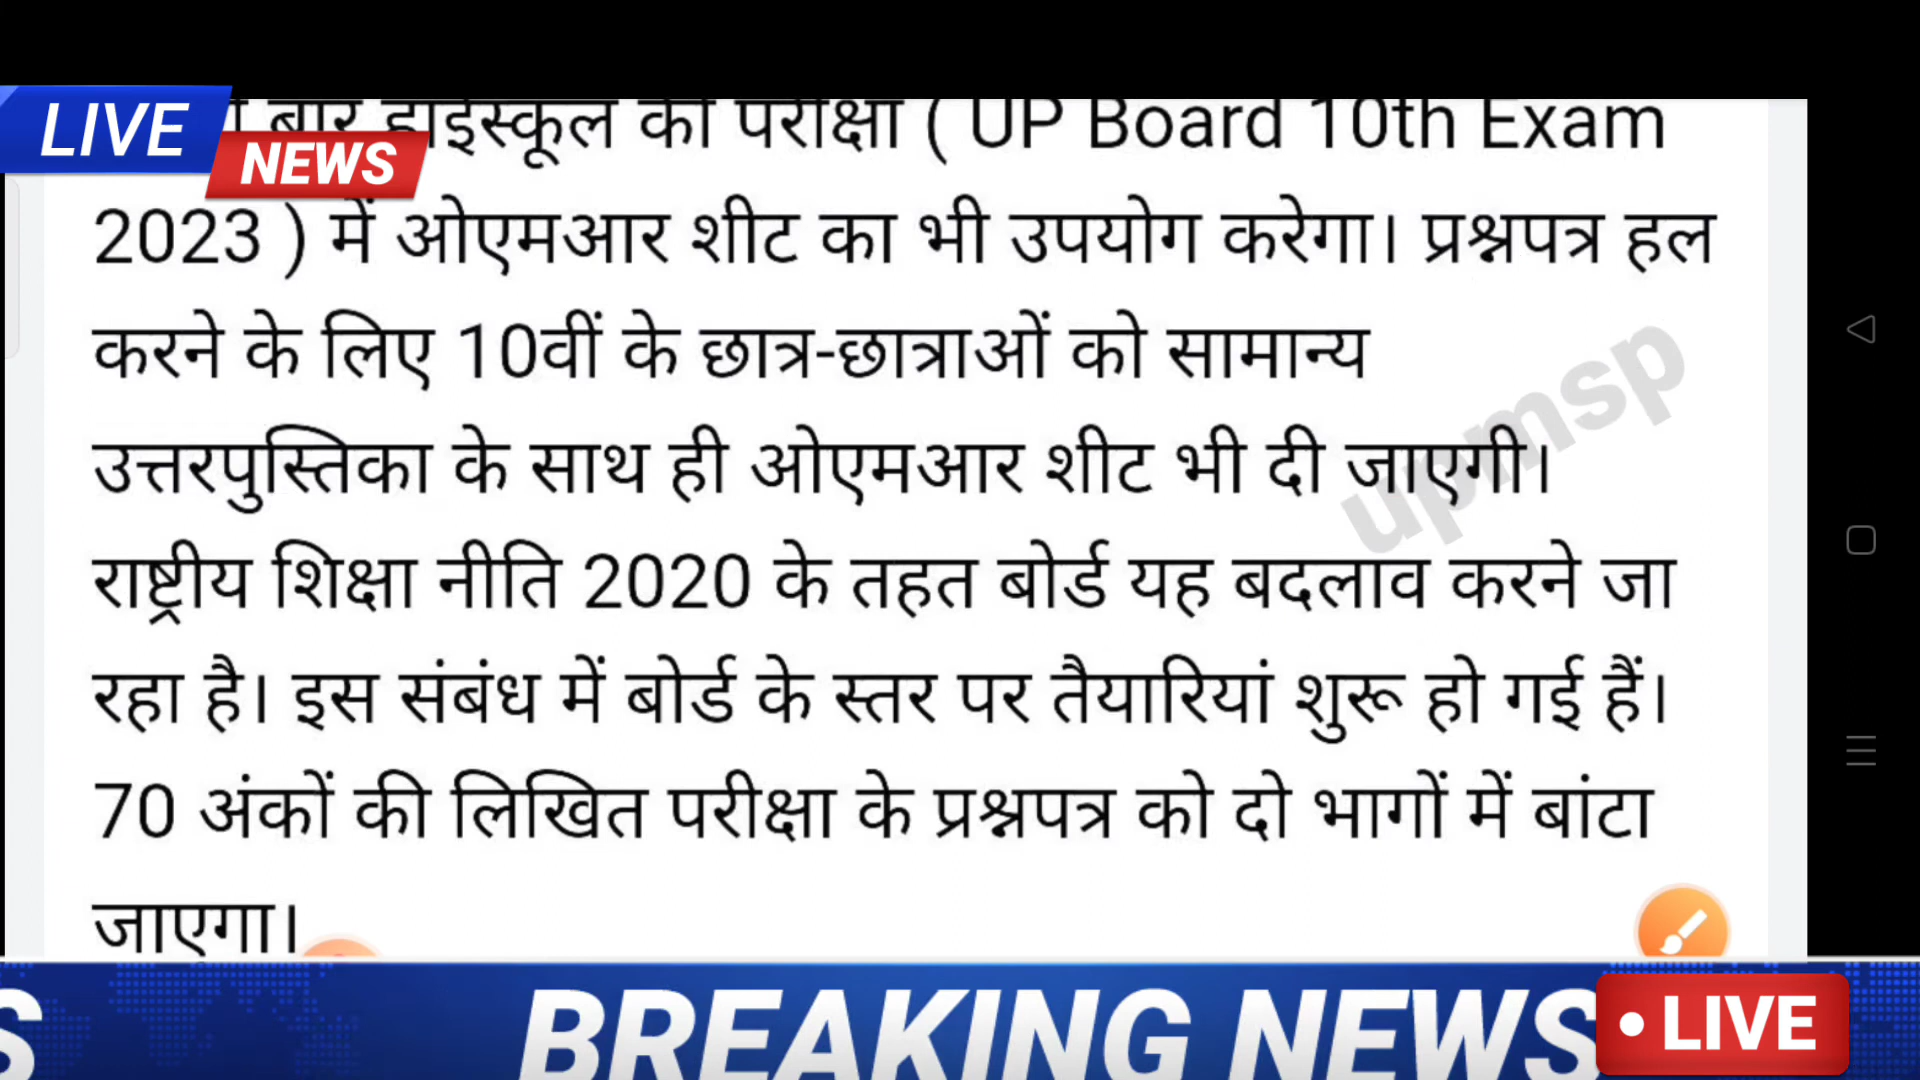 LIVE
NEWS
बार हाईस्कूल की परीक्षा ( UP Board 10th Exam
2023 ) में ओएमआर शीट का भी उपयोग करेगा। प्रश्नपत्र हल
करने के लिए 10वीं के छात्र-छात्राओं को सामान्य
उत्तरपुस्तिका के साथ ही ओएमआर शीट भी दी जाएगी।
राष्ट्रीय शिक्षा नीति 2020 के तहत बोर्ड यह बदलाव करने जा
रहा है। इस संबंध में बोर्ड के स्तर पर तैयारियां शुरू हो गई हैं।
70 अंकों की लिखित परीक्षा के प्रश्नपत्र को दो भागों में बांटा
जाएगा।
upmsp
S BREAKING NEWS
• LIVE